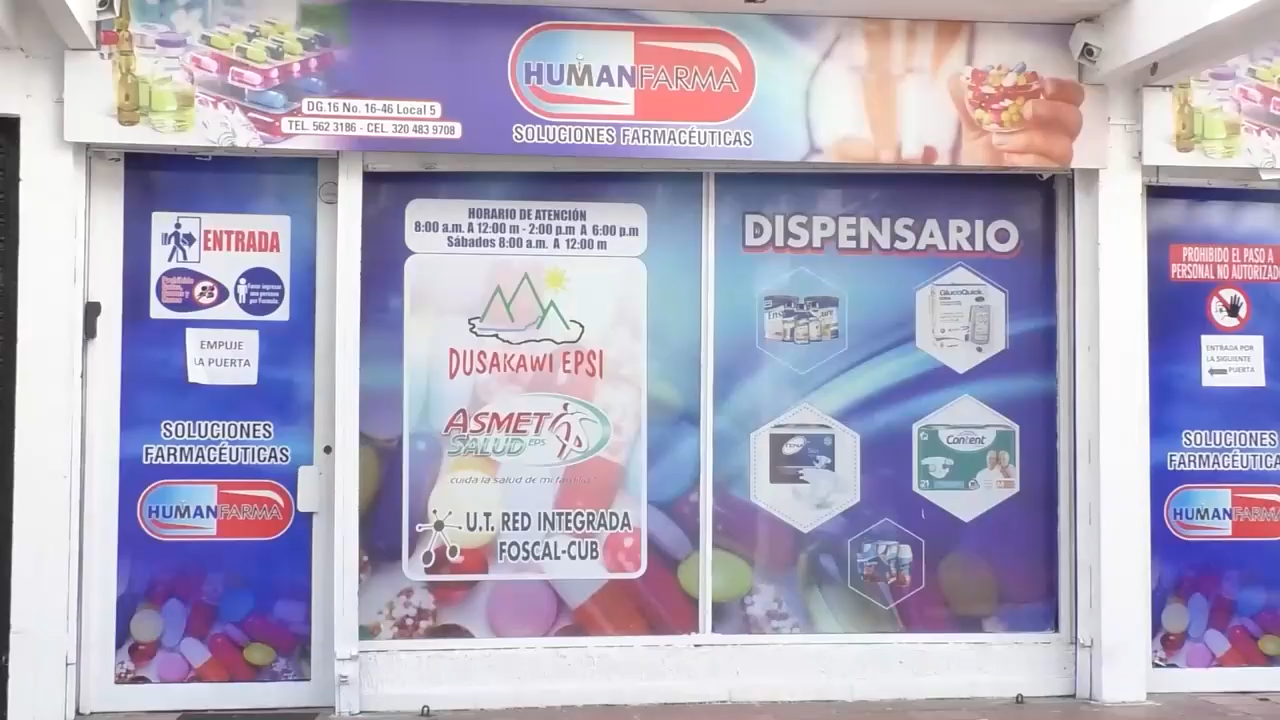 HUMANFARMA
SOLUCIONES FARMACÉUTICAS
DG.16 No. 16-46 Local 5
TEL. 562 3186 - CEL. 320 483 9708
ENTRADA
EMPUJE
LA PUERTA
SOLUCIONES
FARMACÉUTICAS
HUMANFARMA
HORARIO DE ATENCIÓN
8:00 a.m. A 12:00 m - 2:00 p.m A 6:00 p.m
Sábados 8:00 a.m. A 12:00 m
DUSAKAWI EPSI
ASMET
SALUD EPS
cuida la salud de mi familia
U.T. RED INTEGRADA
FOSCAL-CUB
DISPENSARIO
GlucoQuick
TENA
Content
21
PROHIBIDO EL PASO A
PERSONAL NO AUTORIZADO
ENTRADA POR
LA SIGUIENTE
PUERTA
SOLUCIONES
FARMACÉUTICA
HUMANFARMA